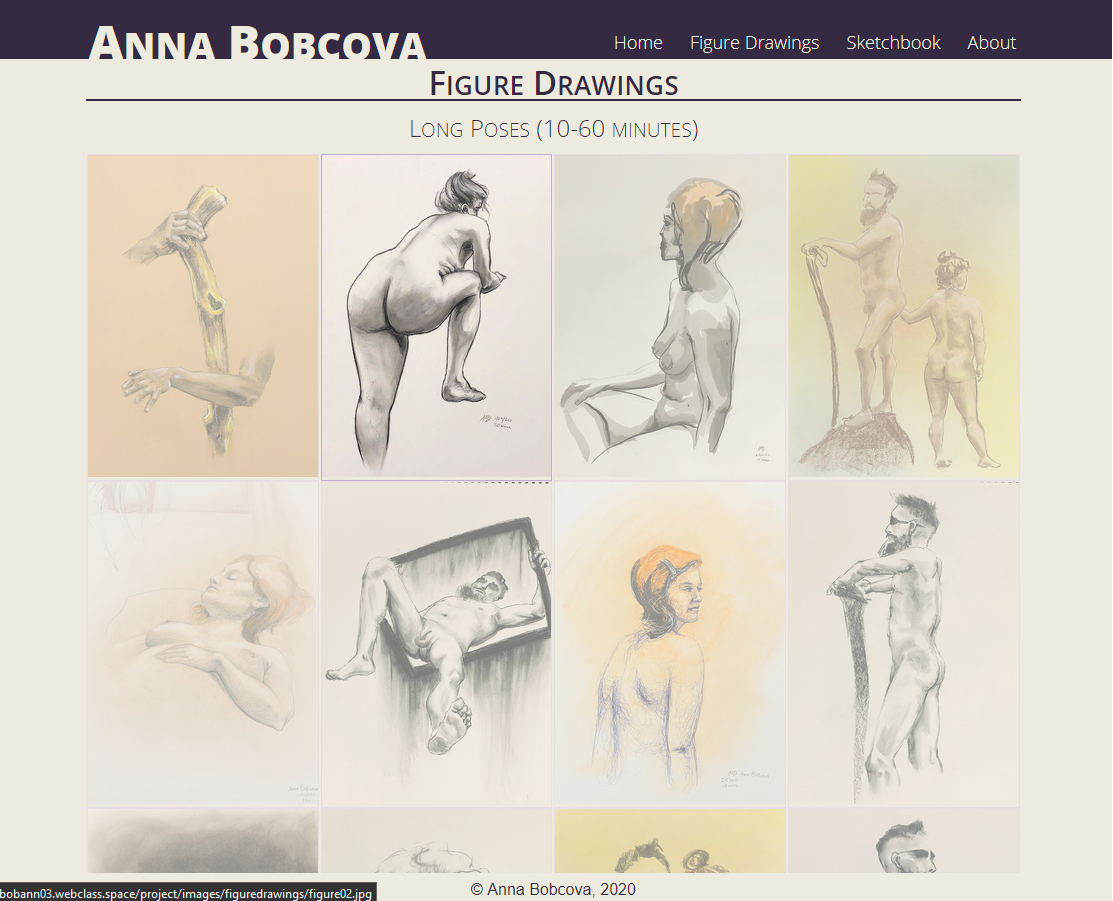 ANNA BOBCOVA
Home Figure Drawings Sketchbook About
FIGURE DRAWINGS
LONG POSES (10-60 MINUTES)
© Anna Bobcova, 2020
bobann03.webclass.space/project/images/figuredrawings/figure02.jpg